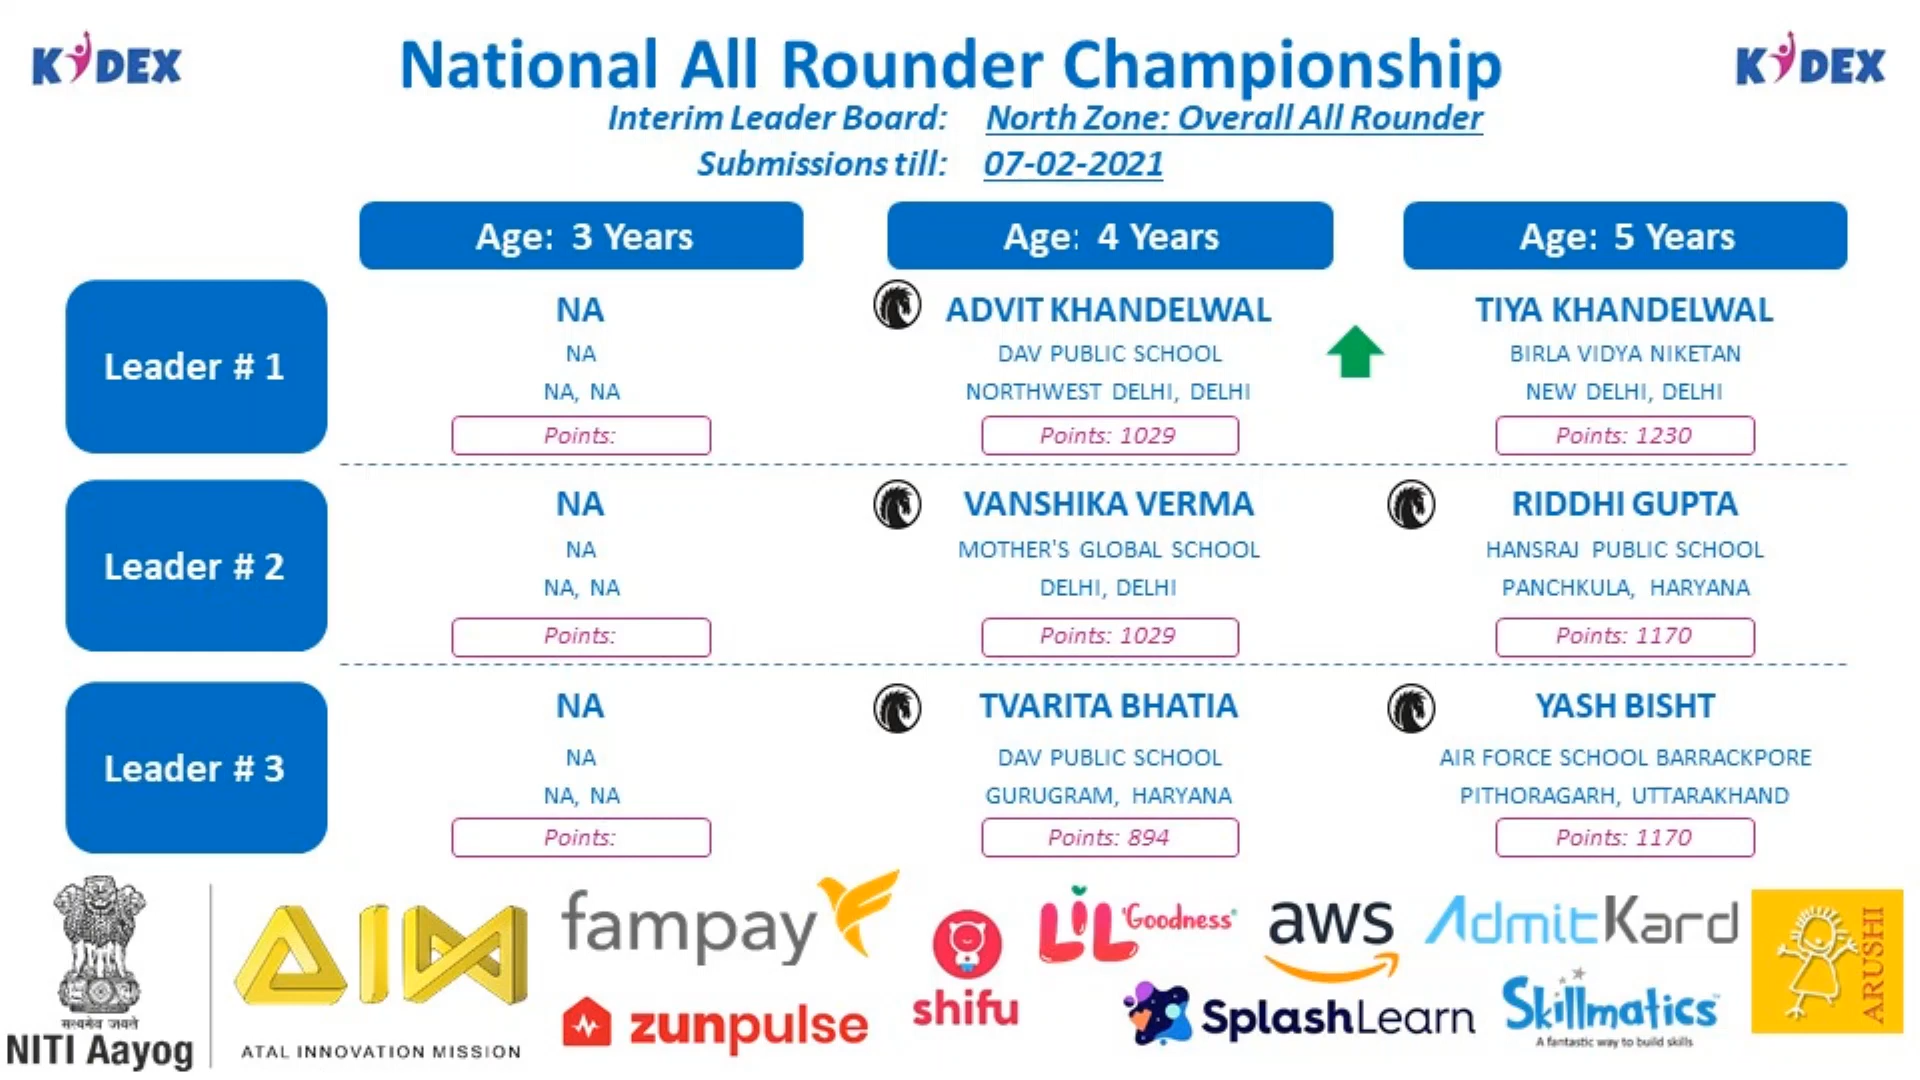 KIDEX
National All Rounder Championship
KIDEX
Interim Leader Board: North Zone: Overall All Rounder
Submissions till: 07-02-2021
Age: 3 Years
Age: 4 Years
Age: 5 Years
Leader # 1
NA
NA
NA, NA
Points:
ADVIT KHANDELWAL
DAV PUBLIC SCHOOL
NORTHWEST DELHI, DELHI
Points: 1029
TIYA KHANDELWAL
BIRLA VIDYA NIKETAN
NEW DELHI, DELHI
Points: 1230
Leader # 2
NA
NA
NA, NA
Points:
VANSHIKA VERMA
MOTHER'S GLOBAL SCHOOL
DELHI, DELHI
Points: 1029
RIDDHI GUPTA
HANSRAJ PUBLIC SCHOOL
PANCHKULA, HARYANA
Points: 1170
Leader # 3
NA
NA
NA, NA
Points:
TVARITA BHATIA
DAV PUBLIC SCHOOL
GURUGRAM, HARYANA
Points: 894
YASH BISHT
AIR FORCE SCHOOL BARRACKPORE
PITHORAGARH, UTTARAKHAND
Points: 1170
सत्यमेव जयते
NITI Aayog
AIM
ATAL INNOVATION MISSION
fampay
zunpulse
shifu
LiL 'Goodness'
SplashLearn
aws
AdmitKard
Skillmatics
A fantastic way to build skills
ARUSHI